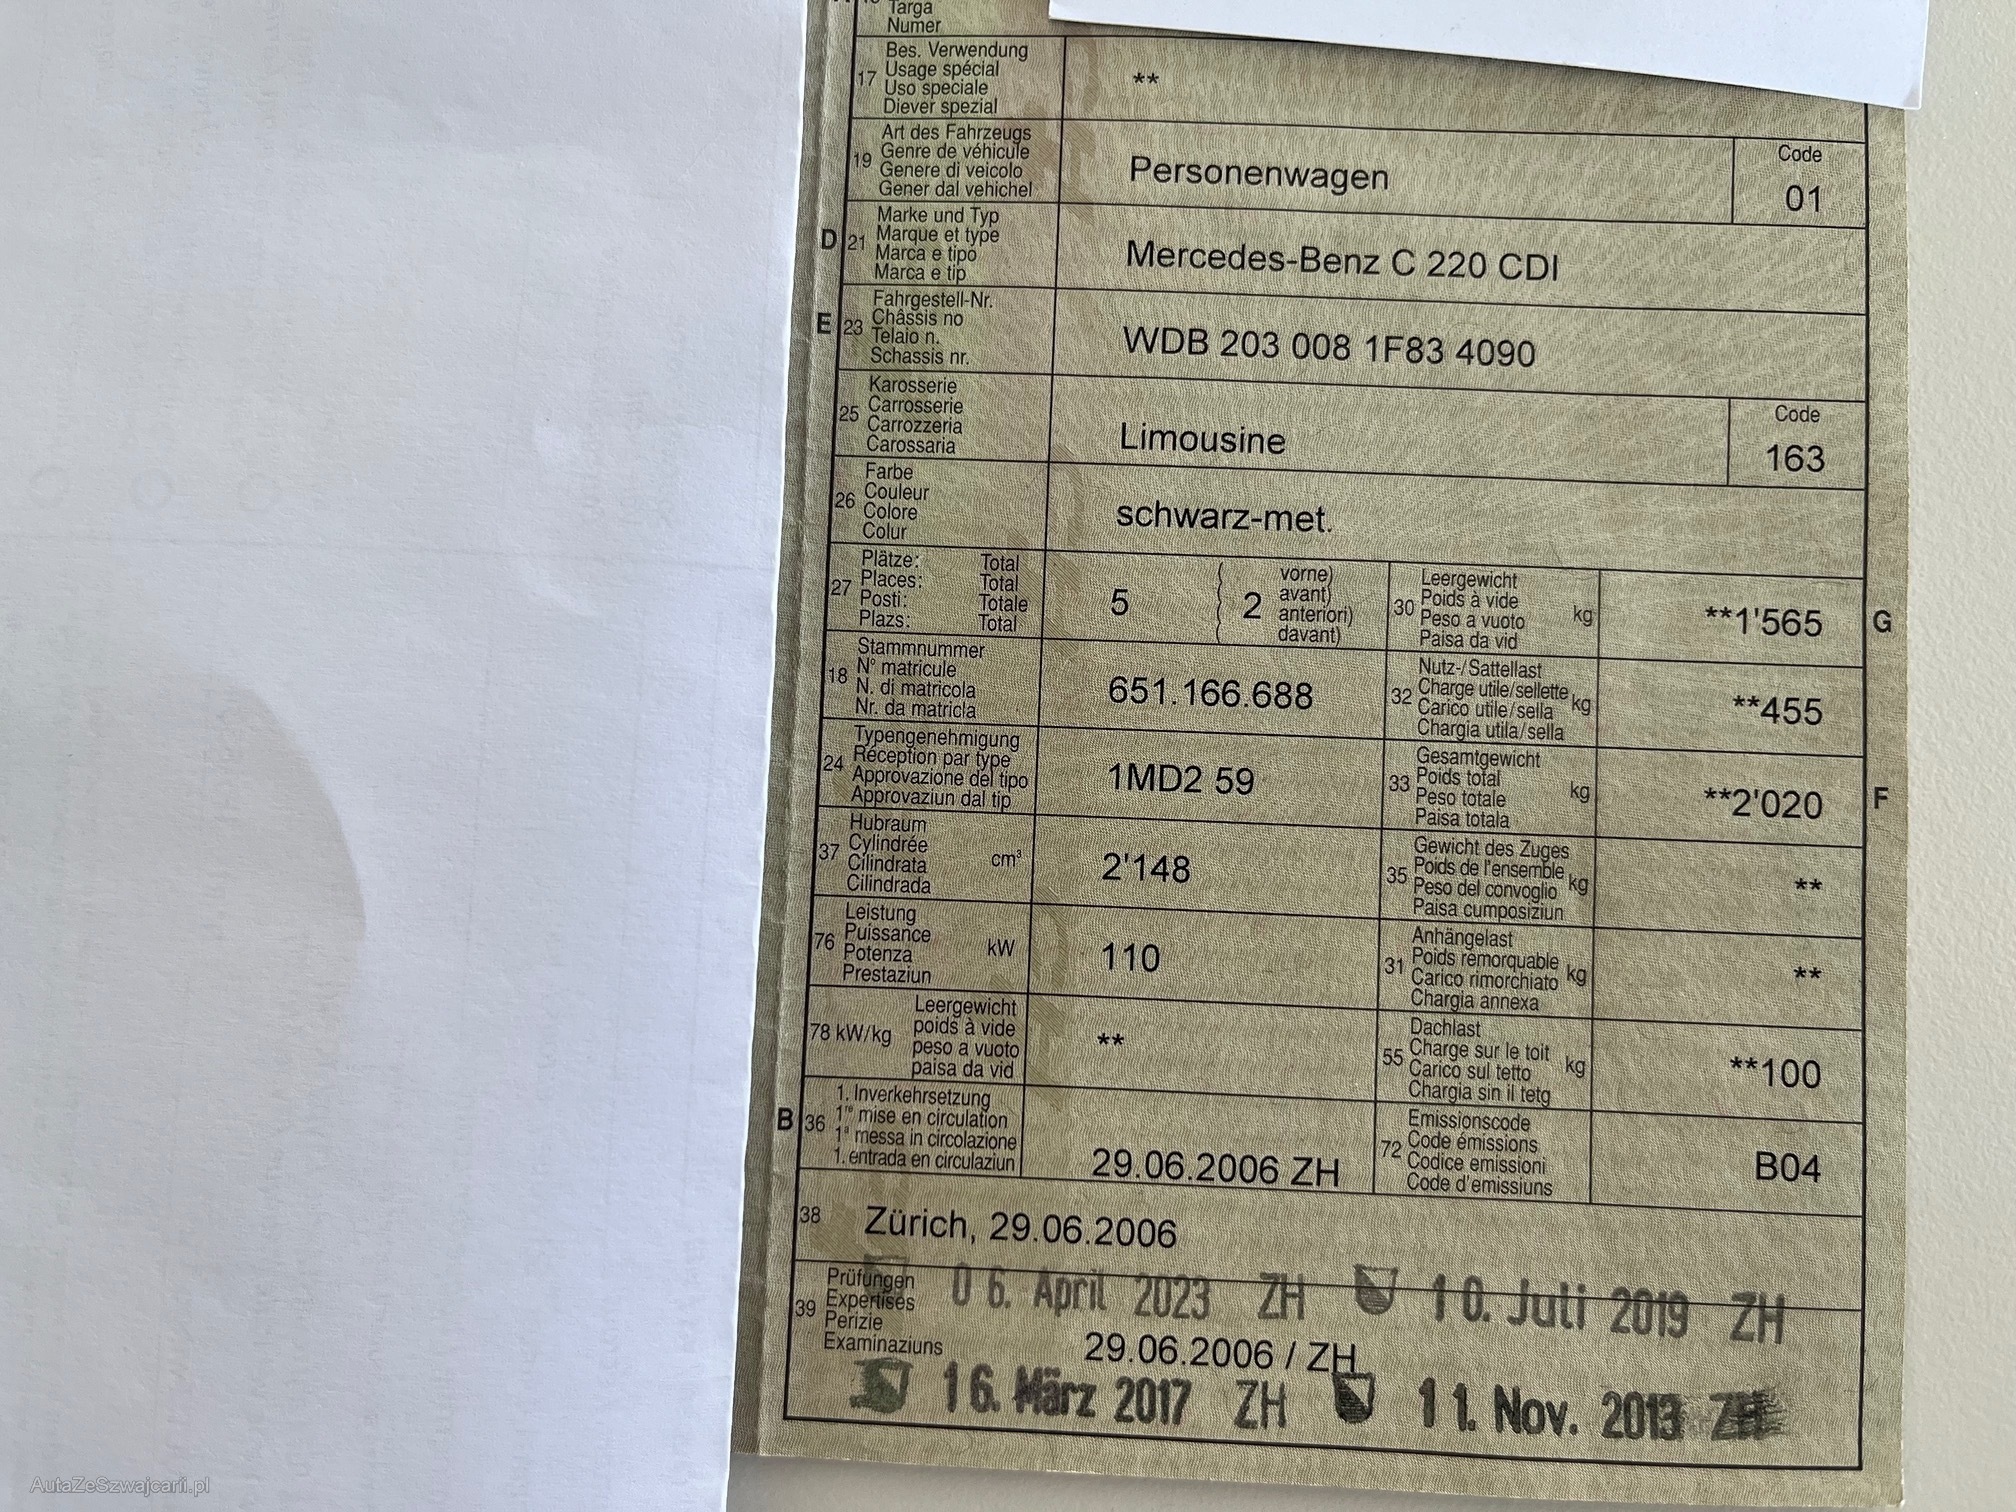 Targa
Numer
17 Bes. Verwendung
Usage spécial
Uso speciale
Diever spezial
**
19 Art des Fahrzeugs
Genre de véhicule
Genere di veicolo
Gener dal vehichel
Personenwagen
Code
01
D 21 Marke und Typ
Marque et type
Marca e tipo
Marca e tip
Mercedes-Benz C 220 CDI
E 23 Fahrgestell-Nr.
Châssis no
Telaio n.
Schassis nr.
WDB 203 008 1F83 4090
25 Karosserie
Carrosserie
Carrozzeria
Carossaria
Limousine
Code
163
26 Farbe
Couleur
Colore
Colur
schwarz-met.
27 Plätze: Total
Places: Total
Posti: Totale
Plazs: Total
5
2
vorne)
avant)
anteriori)
davant)
30 Leergewicht
Poids à vide
Peso a vuoto
Paisa da vid
kg
**1'565
G
18 Stammnummer
N° matricule
N. di matricola
Nr. da matricla
651.166.688
32 Nutz-/Sattellast
Charge utile/sellette
Carico utile/sella
Chargia utila/sella
kg
**455
24 Typengenehmigung
Réception par type
Approvazione del tipo
Approvaziun dal tip
1MD2 59
33 Gesamtgewicht
Poids total
Peso totale
Paisa totala
kg
**2'020
F
37 Hubraum
Cylindrée
Cilindrata
Cilindrada
cm³
2'148
35 Gewicht des Zuges
Poids de l'ensemble
Peso del convoglio
Paisa cumposiziun
kg
**
76 Leistung
Puissance
Potenza
Prestaziun
kW
110
31 Anhängelast
Poids remorquable
Carico rimorchiato
Chargia annexa
kg
**
78 kW/kg
Leergewicht
poids à vide
peso a vuoto
paisa da vid
**
55 Dachlast
Charge sur le toit
Carico sul tetto
Chargia sin il tetg
kg
**100
B 36 1. Inverkehrsetzung
1re mise en circulation
1a messa in circolazione
1. entrada en circulaziun
29.06.2006 ZH
72 Emissionscode
Code émissions
Codice emissioni
Code d'emissiuns
B04
38 Zürich, 29.06.2006
39 Prüfungen
Expertises
Perizie
Examinaziuns
06. April 2023 ZH
10. Juli 2019 ZH
29.06.2006 / ZH
16. März 2017 ZH
11. Nov. 2013 ZH
AutaZeSzwajcarii.pl